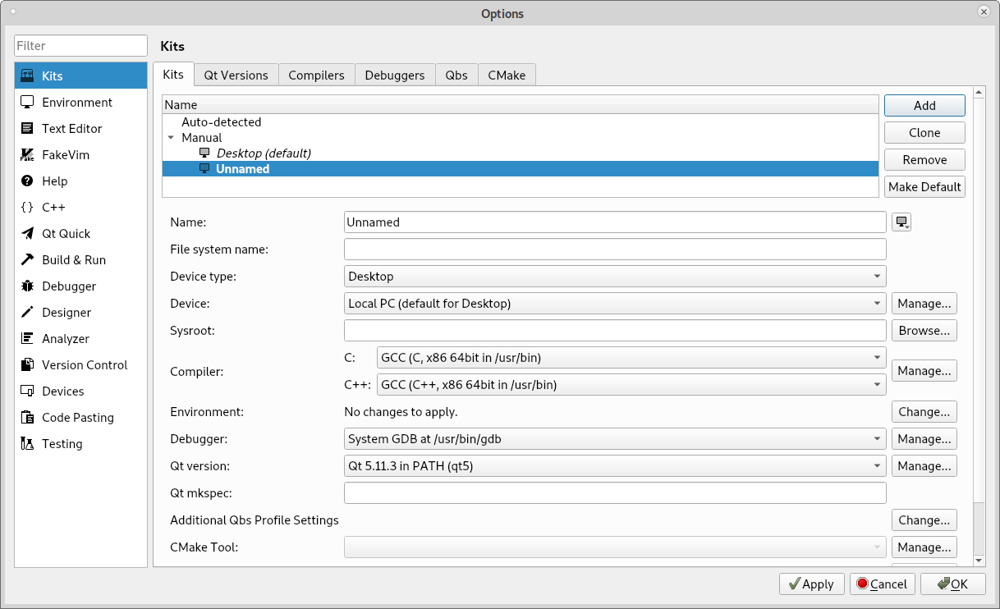 Options
Filter
Kits
Environment
Text Editor
FakeVim
Help
C++
Qt Quick
Build & Run
Debugger
Designer
Analyzer
Version Control
Devices
Code Pasting
Testing
Kits
Kits Qt Versions Compilers Debuggers Qbs CMake
Name
Auto-detected
Manual
Desktop (default)
Unnamed
Add
Clone
Remove
Make Default
Name: Unnamed
File system name:
Device type: Desktop
Device: Local PC (default for Desktop) Manage...
Sysroot: Browse...
Compiler: C: GCC (C, x86 64bit in /usr/bin) Manage...
C++: GCC (C++, x86 64bit in /usr/bin)
Environment: No changes to apply. Change...
Debugger: System GDB at /usr/bin/gdb Manage...
Qt version: Qt 5.11.3 in PATH (qt5) Manage...
Qt mkspec:
Additional Qbs Profile Settings Change...
CMake Tool: Manage...
Apply Cancel OK